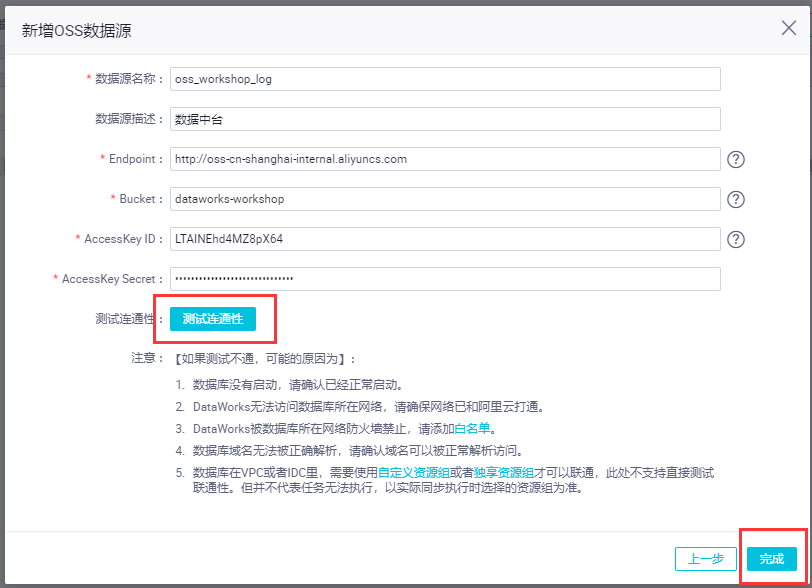 新增OSS数据源
* 数据源名称： oss_workshop_log
数据源描述： 数据中台
* Endpoint： http://oss-cn-shanghai-internal.aliyuncs.com
* Bucket： dataworks-workshop
* AccessKey ID： LTAINEhd4MZ8pX64
* AccessKey Secret： ••••••••••••••••••••••••••••••
测试连通性： 测试连通性
注意： 【如果测试不通，可能的原因为】：
1. 数据库没有启动，请确认已经正常启动。
2. DataWorks无法访问数据库所在网络，请确保网络已和阿里云打通。
3. DataWorks被数据库所在网络防火墙禁止，请添加白名单。
4. 数据库域名无法被正确解析，请确认域名可以被正常解析访问。
5. 数据库在VPC或者IDC里，需要使用自定义资源组或者独享资源组才可以联通，此处不支持直接测试
联通性。但并不代表任务无法执行，以实际同步执行时选择的资源组为准。
上一步 完成